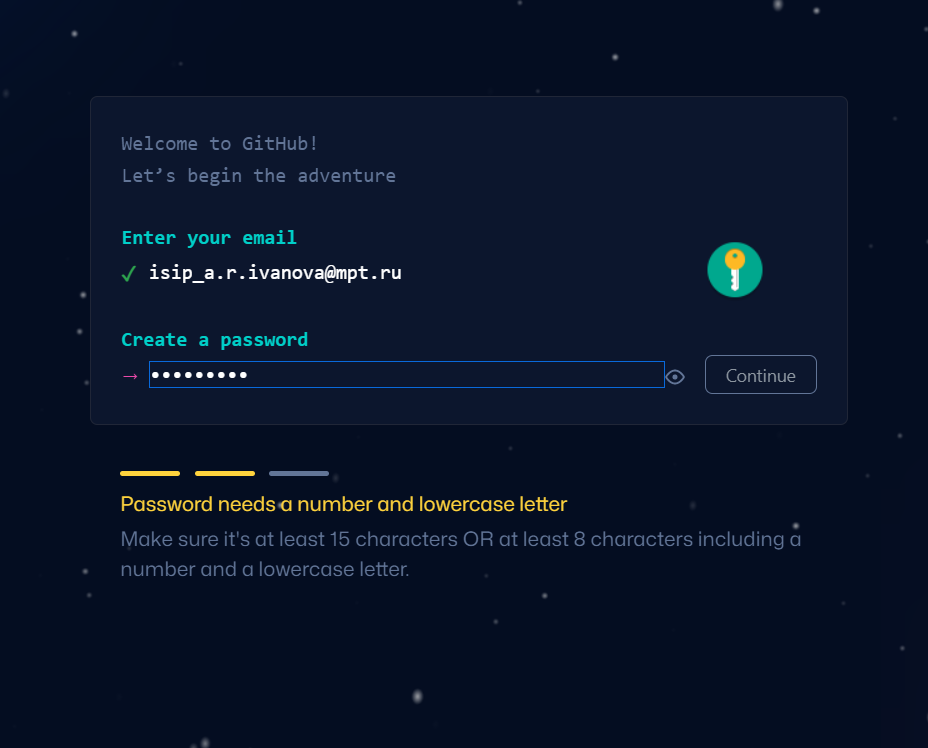 Welcome to GitHub!
Let’s begin the adventure
Enter your email
✓ isip_a.r.ivanova@mpt.ru
Create a password
→ •••••••••
Continue
Password needs a number and lowercase letter
Make sure it's at least 15 characters OR at least 8 characters including a
number and a lowercase letter.